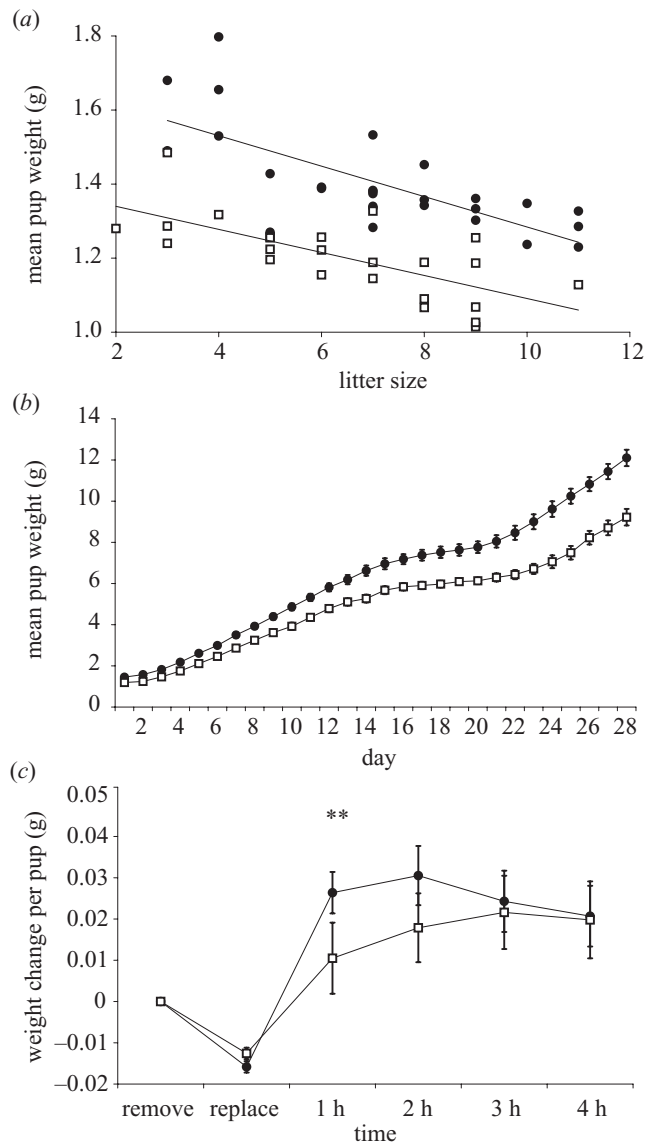 (a)
1.8
1.6
1.4
1.2
1.0
mean pup weight (g)
2 4 6 8 10 12
litter size
(b)
14
12
10
8
6
4
2
0
mean pup weight (g)
2 4 6 8 10 12 14 16 18 20 22 24 26 28
day
(c)
0.05
0.04
0.03
0.02
0.01
0
–0.01
–0.02
weight change per pup (g)
**
remove replace 1 h 2 h 3 h 4 h
time